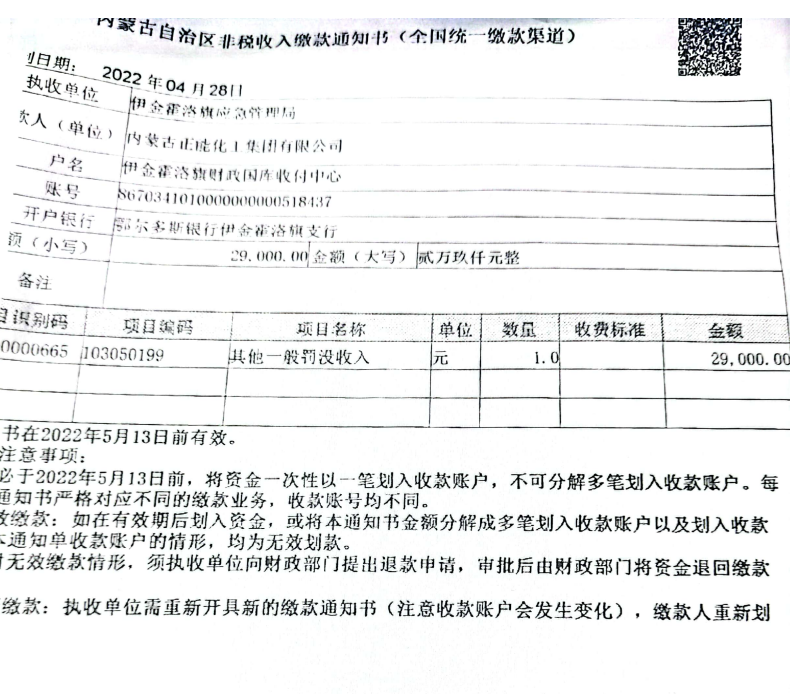 内蒙古自治区非税收入缴款通知书（全国统一缴款渠道）
日期： 2022 年 04 月 28日
执收单位 伊金霍洛旗应急管理局
款人（单位） 内蒙古正能化工集团有限公司
户名 伊金霍洛旗财政国库收付中心
账号
开户银行 鄂尔多斯银行伊金霍洛旗支行
额（小写） 29,000.00 金额（大写） 贰万玖仟元整
备注
目识别码 项目编码 项目名称 单位 数量 收费标准 金额
0000665 103050199 其他一般罚没收入 元 1.0 29,000.00
书在2022年5月13日前有效。
注意事项：
必于2022年5月13日前，将资金一次性以一笔划入收款账户，不可分解多笔划入收款账户。每
通知书严格对应不同的缴款业务，收款账号均不同。
缴款：如在有效期后划入资金，或将本通知书金额分解成多笔划入收款账户以及划入收款
本通知单收款账户的情形，均为无效划款。
无效缴款情形，须执收单位向财政部门提出退款申请，审批后由财政部门将资金退回缴款
缴款：执收单位需重新开具新的缴款通知书（注意收款账户会发生变化），缴款人重新划